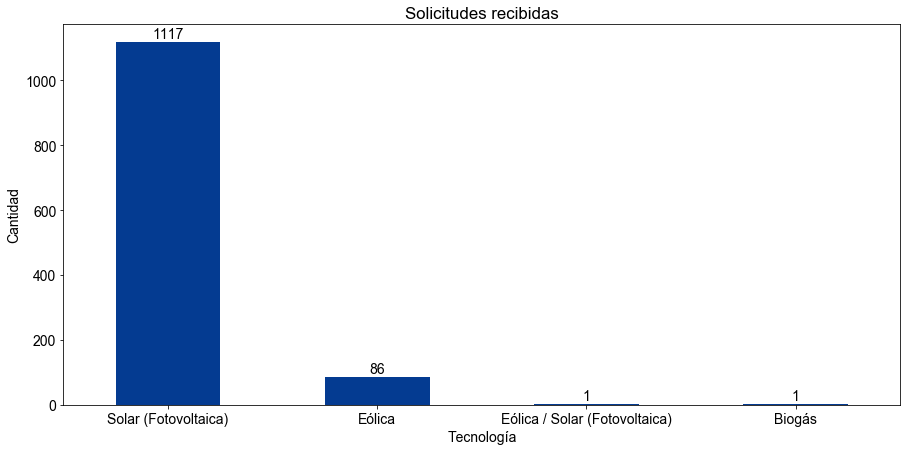 Solicitudes recibidas
1117
1000
800
600
400
200
0
Cantidad
86
1
1
Solar (Fotovoltaica)
Eólica
Eólica / Solar (Fotovoltaica)
Biogás
Tecnología